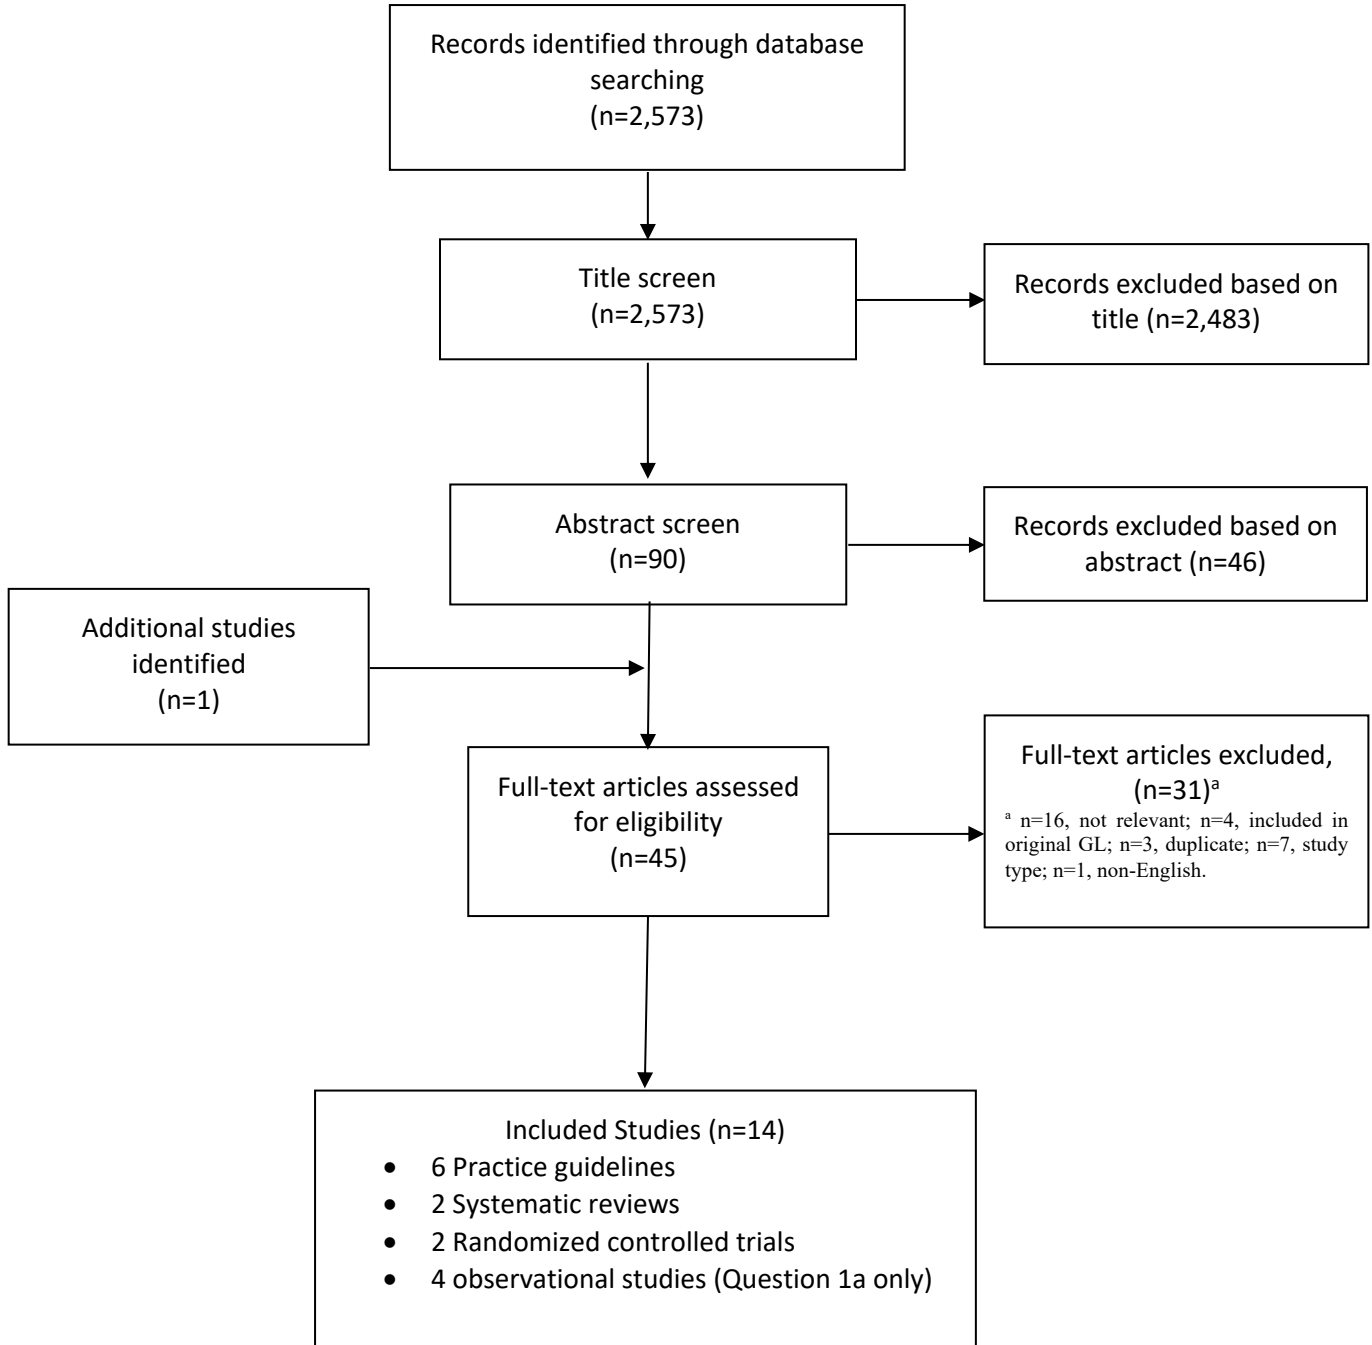 Records identified through database
searching
(n=2,573)
Title screen
(n=2,573)
Records excluded based on
title (n=2,483)
Abstract screen
(n=90)
Records excluded based on
abstract (n=46)
Additional studies
identified
(n=1)
Full-text articles assessed
for eligibility
(n=45)
Full-text articles excluded,
(n=31)ᵃ
ᵃ n=16, not relevant; n=4, included in
original GL; n=3, duplicate; n=7, study
type; n=1, non-English.
Included Studies (n=14)
• 6 Practice guidelines
• 2 Systematic reviews
• 2 Randomized controlled trials
• 4 observational studies (Question 1a only)